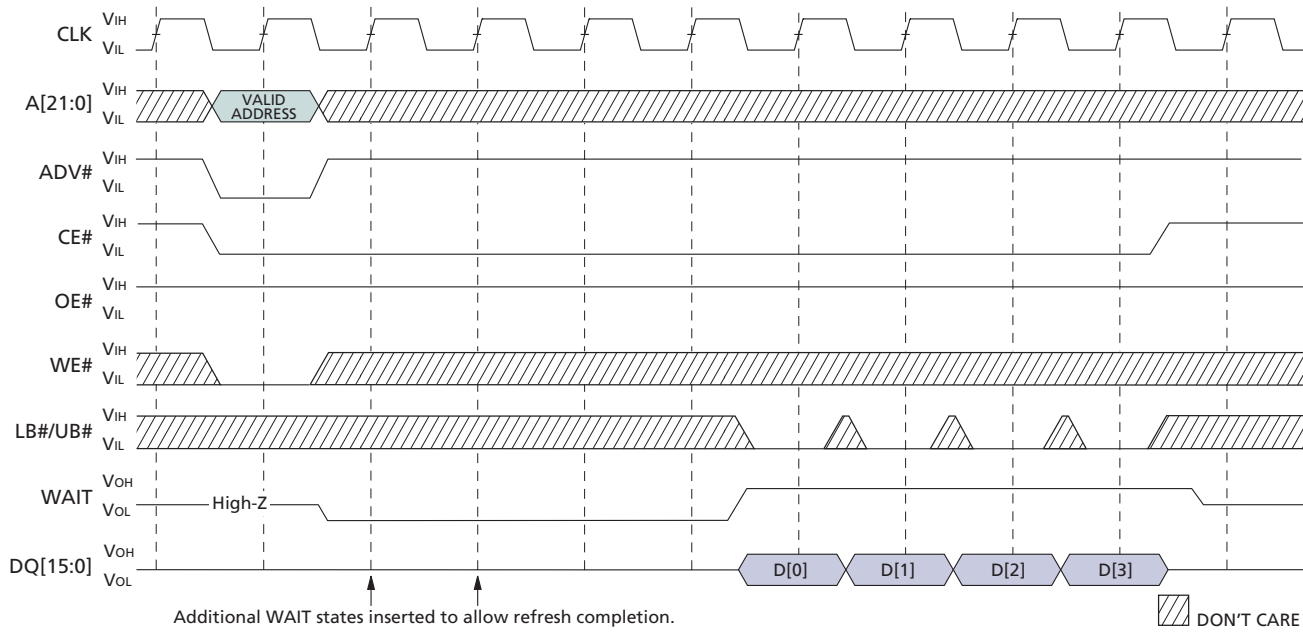 CLK VIH
VIL
A[21:0] VIH
VIL
VALID
ADDRESS
ADV# VIH
VIL
CE# VIH
VIL
OE# VIH
VIL
WE# VIH
VIL
LB#/UB# VIH
VIL
WAIT VOH
VOL
High-Z
DQ[15:0] VOH
VOL
D[0] D[1] D[2] D[3]
Additional WAIT states inserted to allow refresh completion.
DON'T CARE